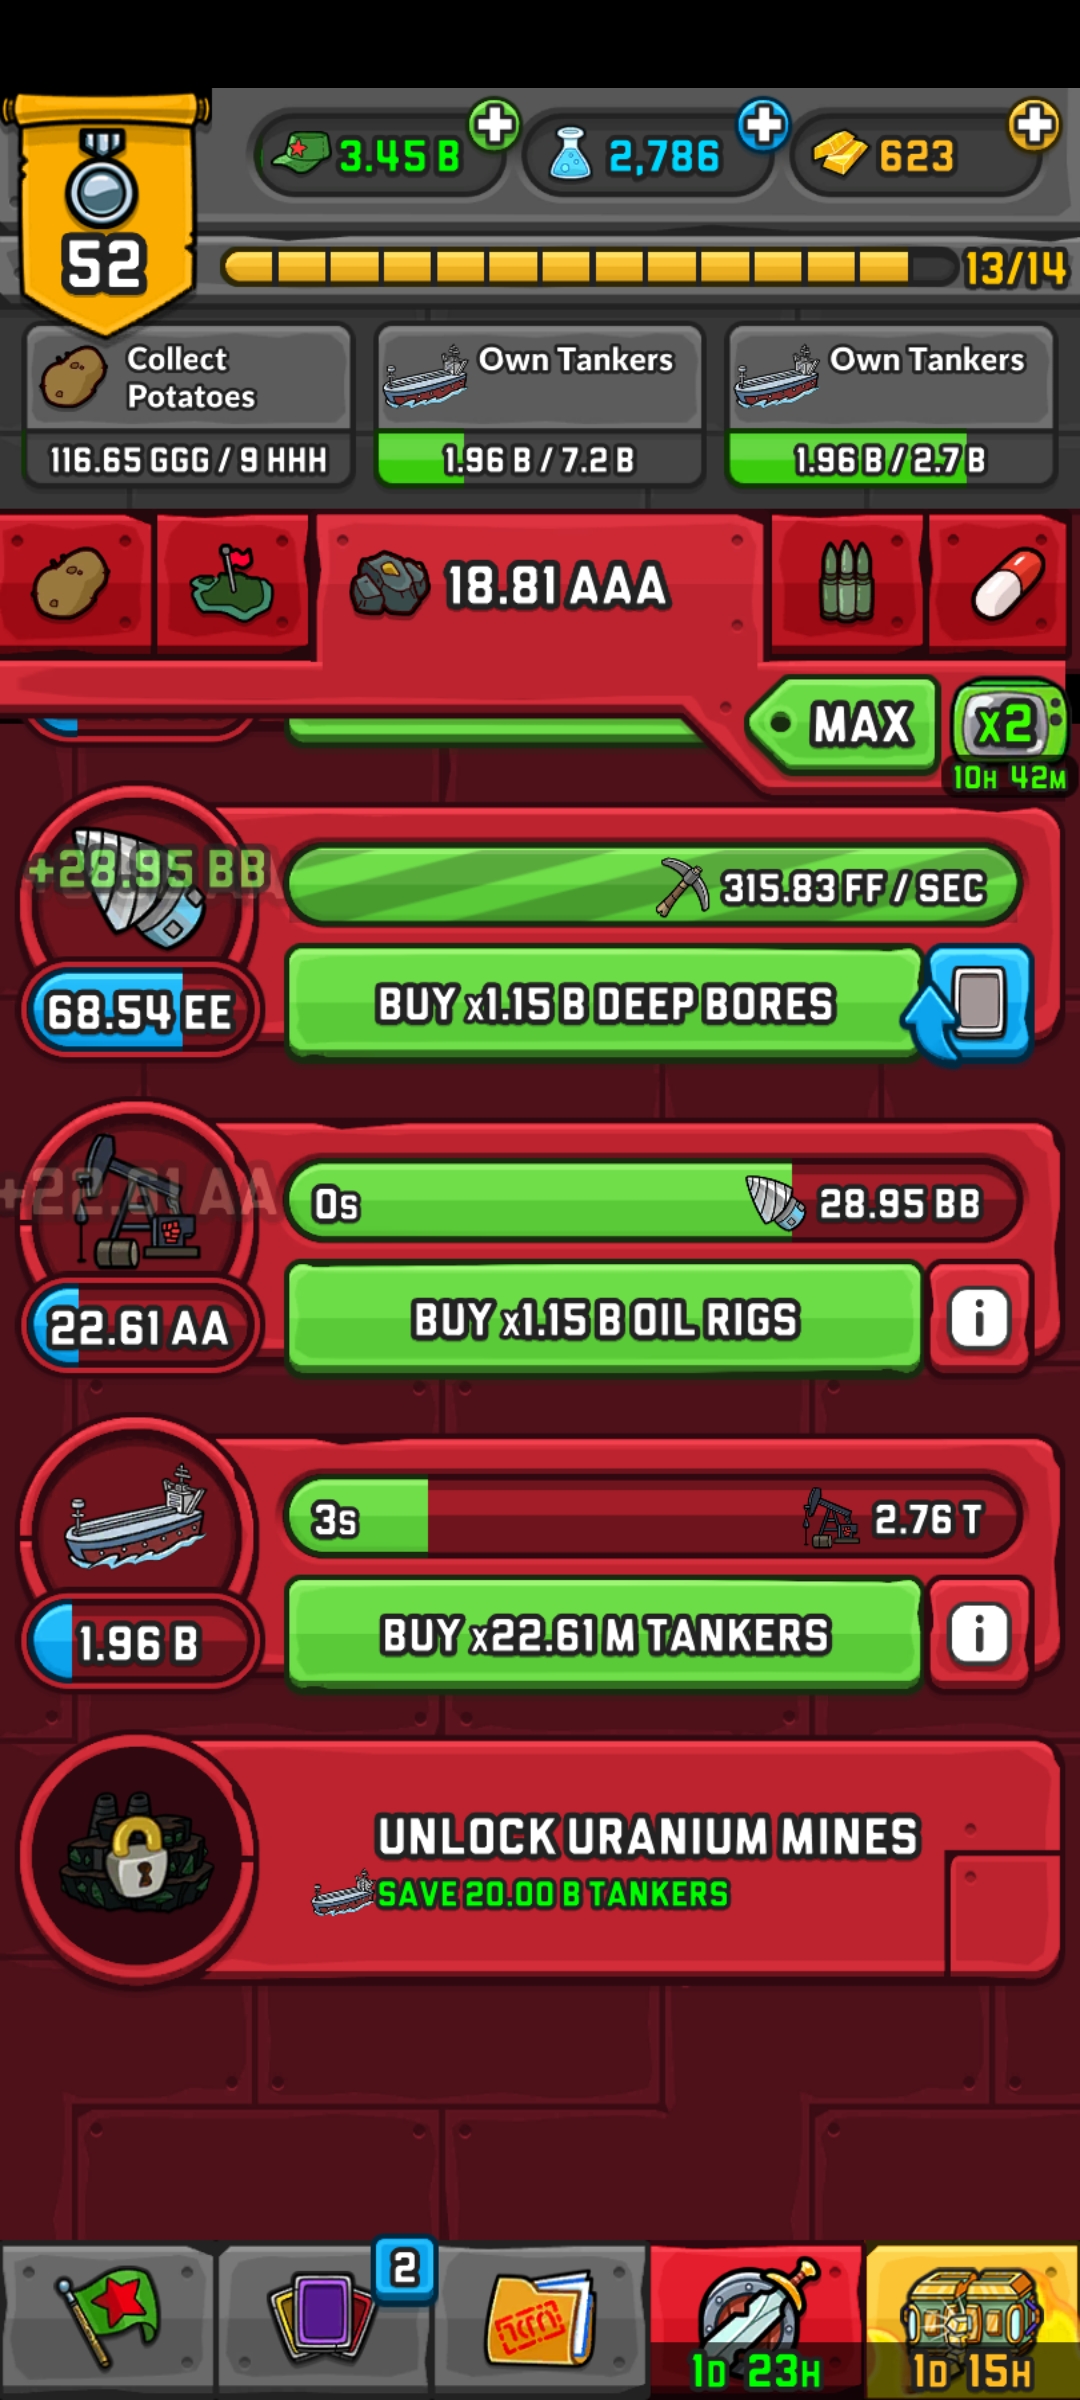 3.45 B
2,786
623
52
13/14
Collect
Potatoes
116.65 GGG / 9 HHH
Own Tankers
1.96 B / 7.2 B
Own Tankers
1.96 B / 2.7 B
18.81 AAA
MAX
x2
10H 42M
+28.95 BB
315.83 FF / SEC
68.54 EE
BUY x1.15 B DEEP BORES
+22.61 AA
0s
28.95 BB
22.61 AA
BUY x1.15 B OIL RIGS
i
3s
2.76 T
1.96 B
BUY x22.61 M TANKERS
i
UNLOCK URANIUM MINES
SAVE 20.00 B TANKERS
2
1D 23H
1D 15H